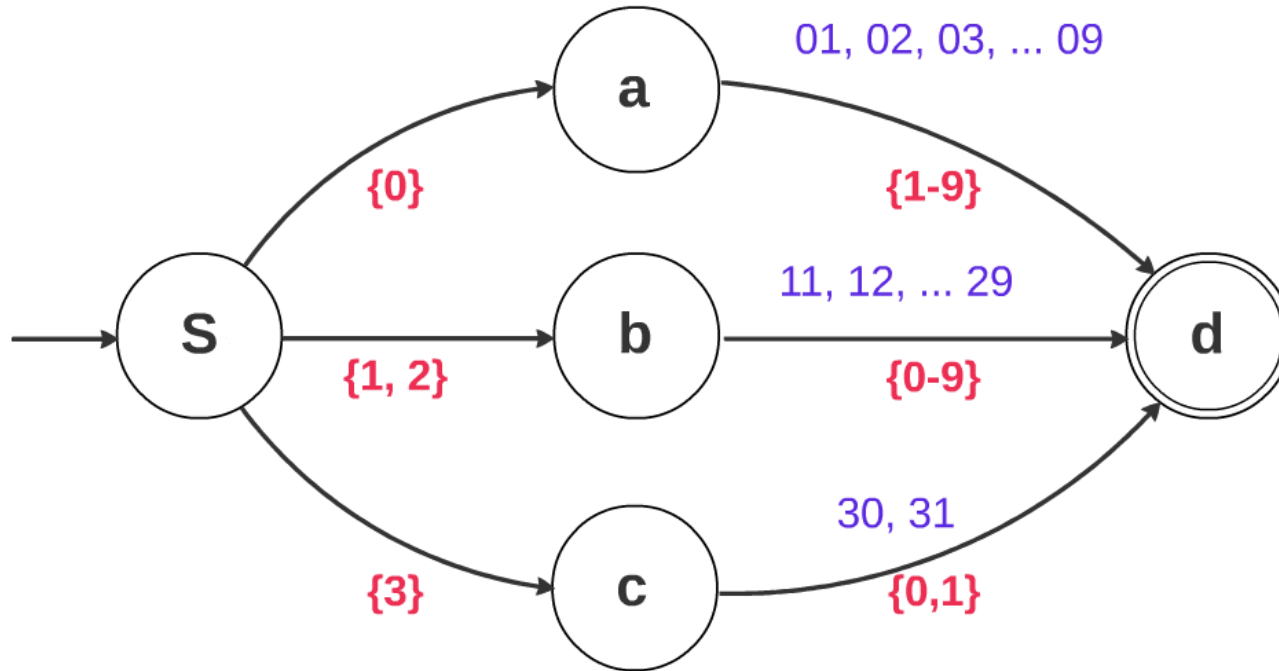 01, 02, 03, ... 09
a
{0}
{1-9}
11, 12, ... 29
S
b
d
{1, 2}
{0-9}
30, 31
c
{3}
{0,1}